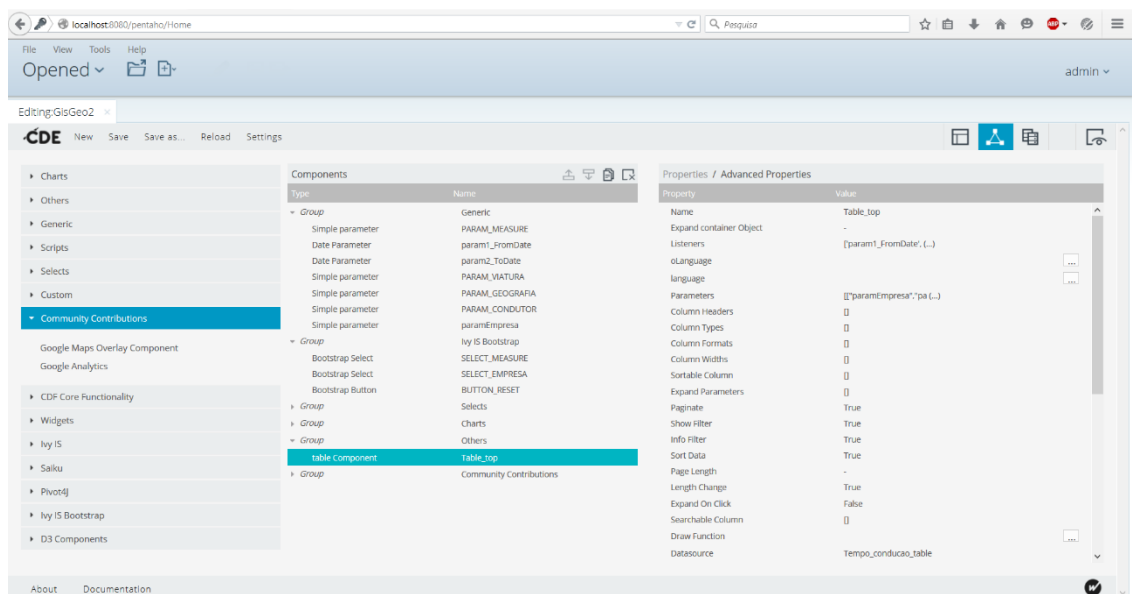 localhost:8080/pentaho/Home
Pesquisa
ABP
File View Tools Help
Opened
admin
Editing:GisGeo2 ×
CDE New Save Save as... Reload Settings
Charts
Others
Generic
Scripts
Selects
Custom
Community Contributions
Google Maps Overlay Component
Google Analytics
CDF Core Functionality
Widgets
Ivy IS
Saiku
Pivot4J
Ivy IS Bootstrap
D3 Components
Components
Type Name
Group Generic
Simple parameter PARAM_MEASURE
Date Parameter param1_FromDate
Date Parameter param2_ToDate
Simple parameter PARAM_VIATURA
Simple parameter PARAM_GEOGRAFIA
Simple parameter PARAM_CONDUTOR
Simple parameter paramEmpresa
Group Ivy IS Bootstrap
Bootstrap Select SELECT_MEASURE
Bootstrap Select SELECT_EMPRESA
Bootstrap Button BUTTON_RESET
Group Selects
Group Charts
Group Others
table Component Table_top
Group Community Contributions
Properties / Advanced Properties
Property Value
Name Table_top
Expand container Object -
Listeners ['param1_FromDate', (...)
oLanguage ...
language ...
Parameters [["paramEmpresa","pa (...)
Column Headers []
Column Types []
Column Formats []
Column Widths []
Sortable Column []
Expand Parameters []
Paginate True
Show Filter True
Info Filter True
Sort Data True
Page Length -
Length Change True
Expand On Click False
Searchable Column []
Draw Function ...
Datasource Tempo_conducao_table
About Documentation